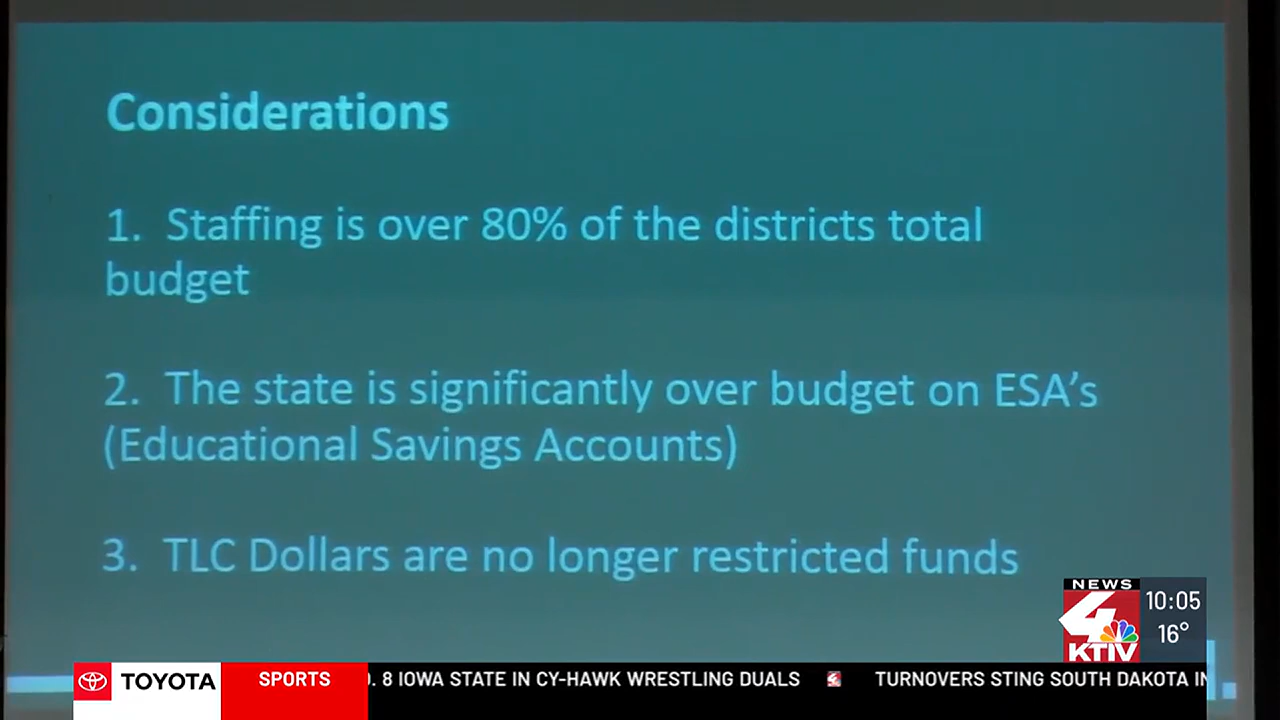 Considerations
1. Staffing is over 80% of the districts total
budget
2. The state is significantly over budget on ESA's
(Educational Savings Accounts)
3. TLC Dollars are no longer restricted funds
NEWS
4
KTIV
10:05
16°
TOYOTA
SPORTS
. 8 IOWA STATE IN CY-HAWK WRESTLING DUALS
4
TURNOVERS STING SOUTH DAKOTA IN